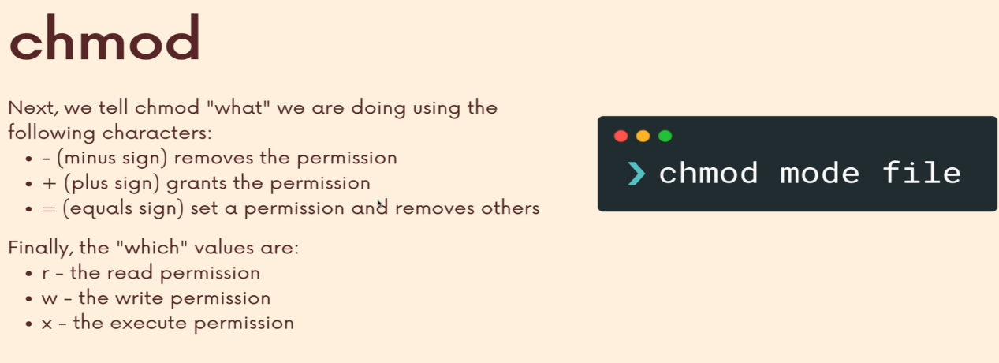 chmod
Next, we tell chmod "what" we are doing using the
following characters:
• - (minus sign) removes the permission
• + (plus sign) grants the permission
• = (equals sign) set a permission and removes others
Finally, the "which" values are:
• r - the read permission
• w - the write permission
• x - the execute permission
❯ chmod mode file